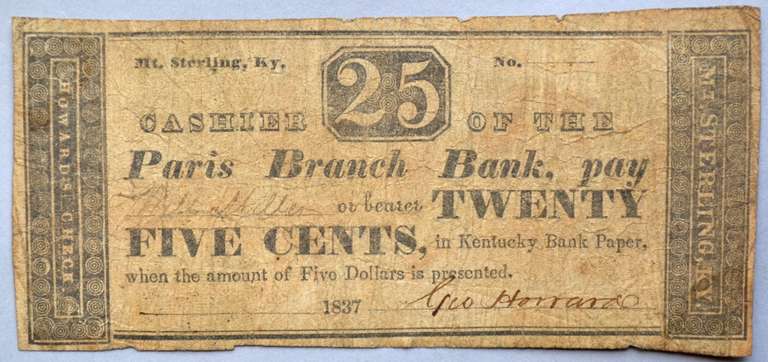 HOWARDS' CHECK
Mt. Sterling, Ky.
25
No.
CASHIER OF THE
Paris Branch Bank, pay
or bearer TWENTY
FIVE CENTS, in Kentucky Bank Paper,
when the amount of Five Dollars is presented.
1837 Geo Howard
MT. STERLING, KY.